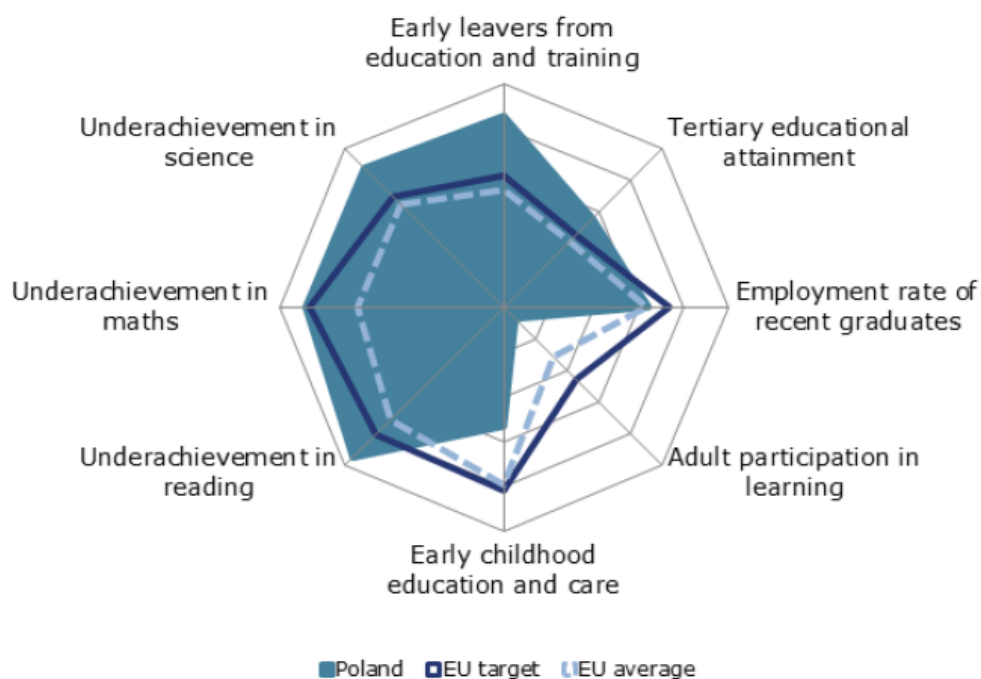 Early leavers from
education and training
Underachievement in
science
Tertiary educational
attainment
Underachievement in
maths
Employment rate of
recent graduates
Underachievement in
reading
Adult participation in
learning
Early childhood
education and care
Poland EU target EU average